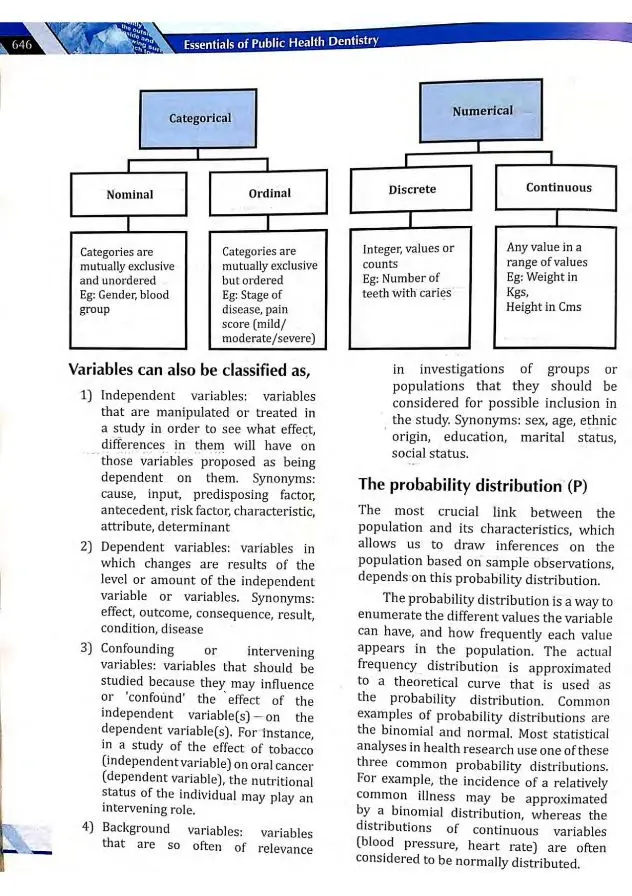 646
Essentials of Public Health Dentistry
Categorical
Nominal
Ordinal
Categories are
mutually exclusive
and unordered
Eg: Gender, blood
group
Categories are
mutually exclusive
but ordered
Eg: Stage of
disease, pain
score (mild/
moderate/severe)
Numerical
Discrete
Continuous
Integer, values or
counts
Eg: Number of
teeth with caries
Any value in a
range of values
Eg: Weight in
Kgs,
Height in Cms
Variables can also be classified as,
1) Independent variables: variables
that are manipulated or treated in
a study in order to see what effect,
differences in them will have on
those variables proposed as being
dependent on them. Synonyms:
cause, input, predisposing factor,
antecedent, risk factor, characteristic,
attribute, determinant
2) Dependent variables: variables in
which changes are results of the
level or amount of the independent
variable or variables. Synonyms:
effect, outcome, consequence, result,
condition, disease
3) Confounding or intervening
variables: variables that should be
studied because they may influence
or 'confound' the effect of the
independent variable(s) – on the
dependent variable(s). For Instance,
in a study of the effect of tobacco
(independent variable) on oral cancer
(dependent variable), the nutritional
status of the individual may play an
intervening role.
4) Background variables: variables
that are so often of relevance
in investigations of groups or
populations that they should be
considered for possible inclusion in
the study. Synonyms: sex, age, ethnic
origin, education, marital status,
social status.
The probability distribution (P)
The most crucial link between the
population and its characteristics, which
allows us to draw inferences on the
population based on sample observations,
depends on this probability distribution.
The probability distribution is a way to
enumerate the different values the variable
can have, and how frequently each value
appears in the population. The actual
frequency distribution is approximated
to a theoretical curve that is used as
the probability distribution. Common
examples of probability distributions are
the binomial and normal. Most statistical
analyses in health research use one of these
three common probability distributions.
For example, the incidence of a relatively
common illness may be approximated
by a binomial distribution, whereas the
distributions of continuous variables
(blood pressure, heart rate) are often
considered to be normally distributed.